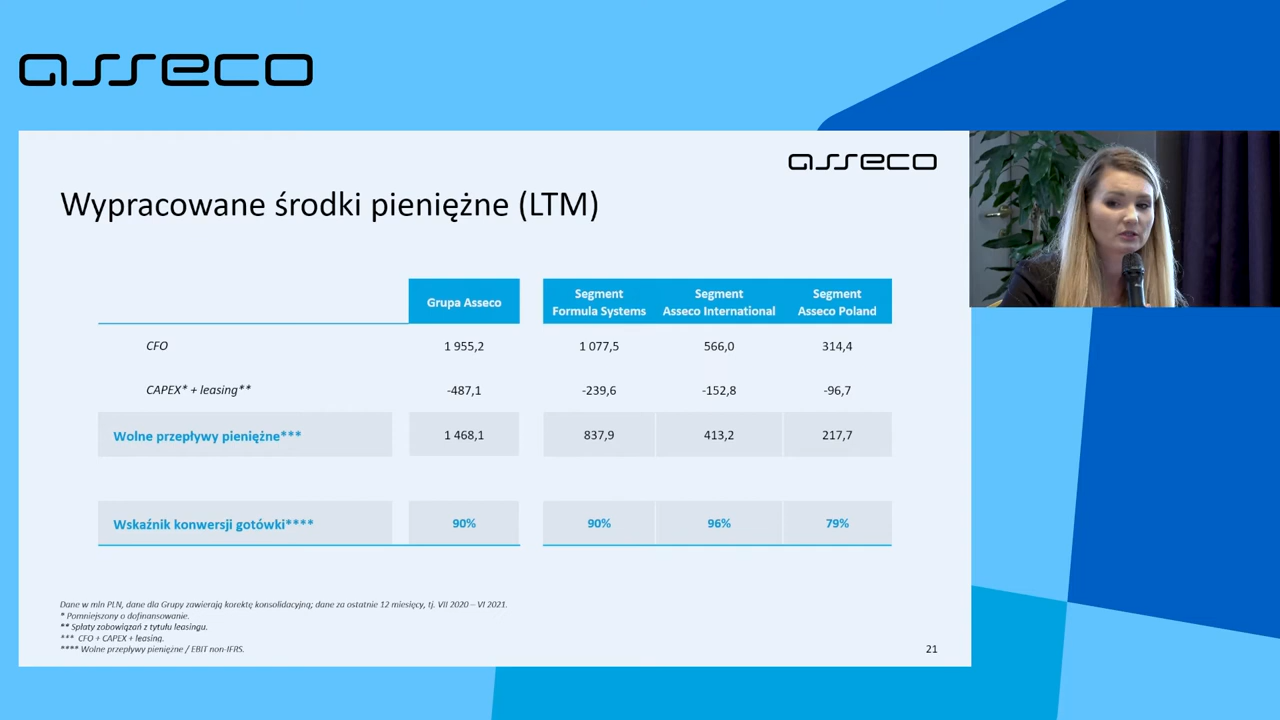 asseco
asseco
Wypracowane środki pieniężne (LTM)
Grupa Asseco
Segment
Formula Systems
Segment
Asseco International
Segment
Asseco Poland
CFO 1 955,2 1 077,5 566,0 314,4
CAPEX* + leasing** -487,1 -239,6 -152,8 -96,7
Wolne przepływy pieniężne*** 1 468,1 837,9 413,2 217,7
Wskaźnik konwersji gotówki**** 90% 90% 96% 79%
Dane w mln PLN, dane dla Grupy zawierają korektę konsolidacyjną; dane za ostatnie 12 miesięcy, tj. VII 2020 – VI 2021.
* Pomniejszony o dofinansowanie.
** Spłaty zobowiązań z tytułu leasingu.
*** CFO + CAPEX + leasing.
**** Wolne przepływy pieniężne / EBIT non-IFRS.
21